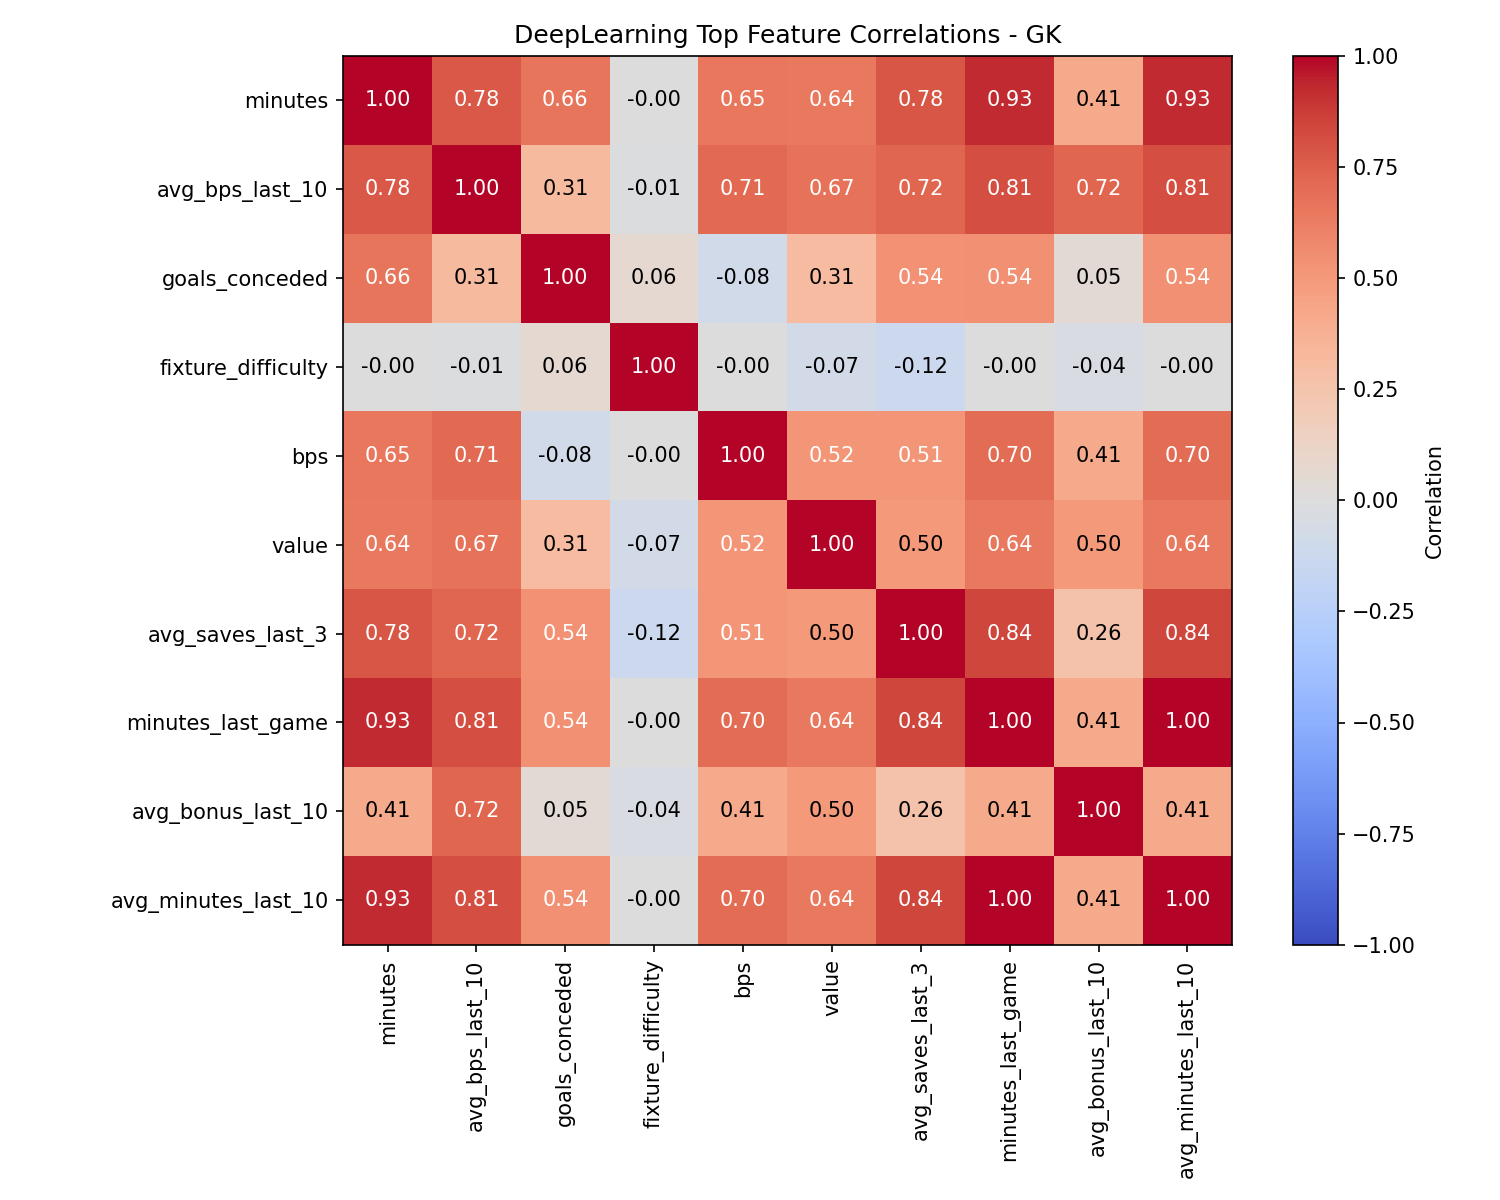 DeepLearning Top Feature Correlations - GK
minutes 1.00 0.78 0.66 -0.00 0.65 0.64 0.78 0.93 0.41 0.93
avg_bps_last_10 0.78 1.00 0.31 -0.01 0.71 0.67 0.72 0.81 0.72 0.81
goals_conceded 0.66 0.31 1.00 0.06 -0.08 0.31 0.54 0.54 0.05 0.54
fixture_difficulty -0.00 -0.01 0.06 1.00 -0.00 -0.07 -0.12 -0.00 -0.04 -0.00
bps 0.65 0.71 -0.08 -0.00 1.00 0.52 0.51 0.70 0.41 0.70
value 0.64 0.67 0.31 -0.07 0.52 1.00 0.50 0.64 0.50 0.64
avg_saves_last_3 0.78 0.72 0.54 -0.12 0.51 0.50 1.00 0.84 0.26 0.84
minutes_last_game 0.93 0.81 0.54 -0.00 0.70 0.64 0.84 1.00 0.41 1.00
avg_bonus_last_10 0.41 0.72 0.05 -0.04 0.41 0.50 0.26 0.41 1.00 0.41
avg_minutes_last_10 0.93 0.81 0.54 -0.00 0.70 0.64 0.84 1.00 0.41 1.00
minutes
avg_bps_last_10
goals_conceded
fixture_difficulty
bps
value
avg_saves_last_3
minutes_last_game
avg_bonus_last_10
avg_minutes_last_10
1.00
0.75
0.50
0.25
0.00
−0.25
−0.50
−0.75
−1.00
Correlation